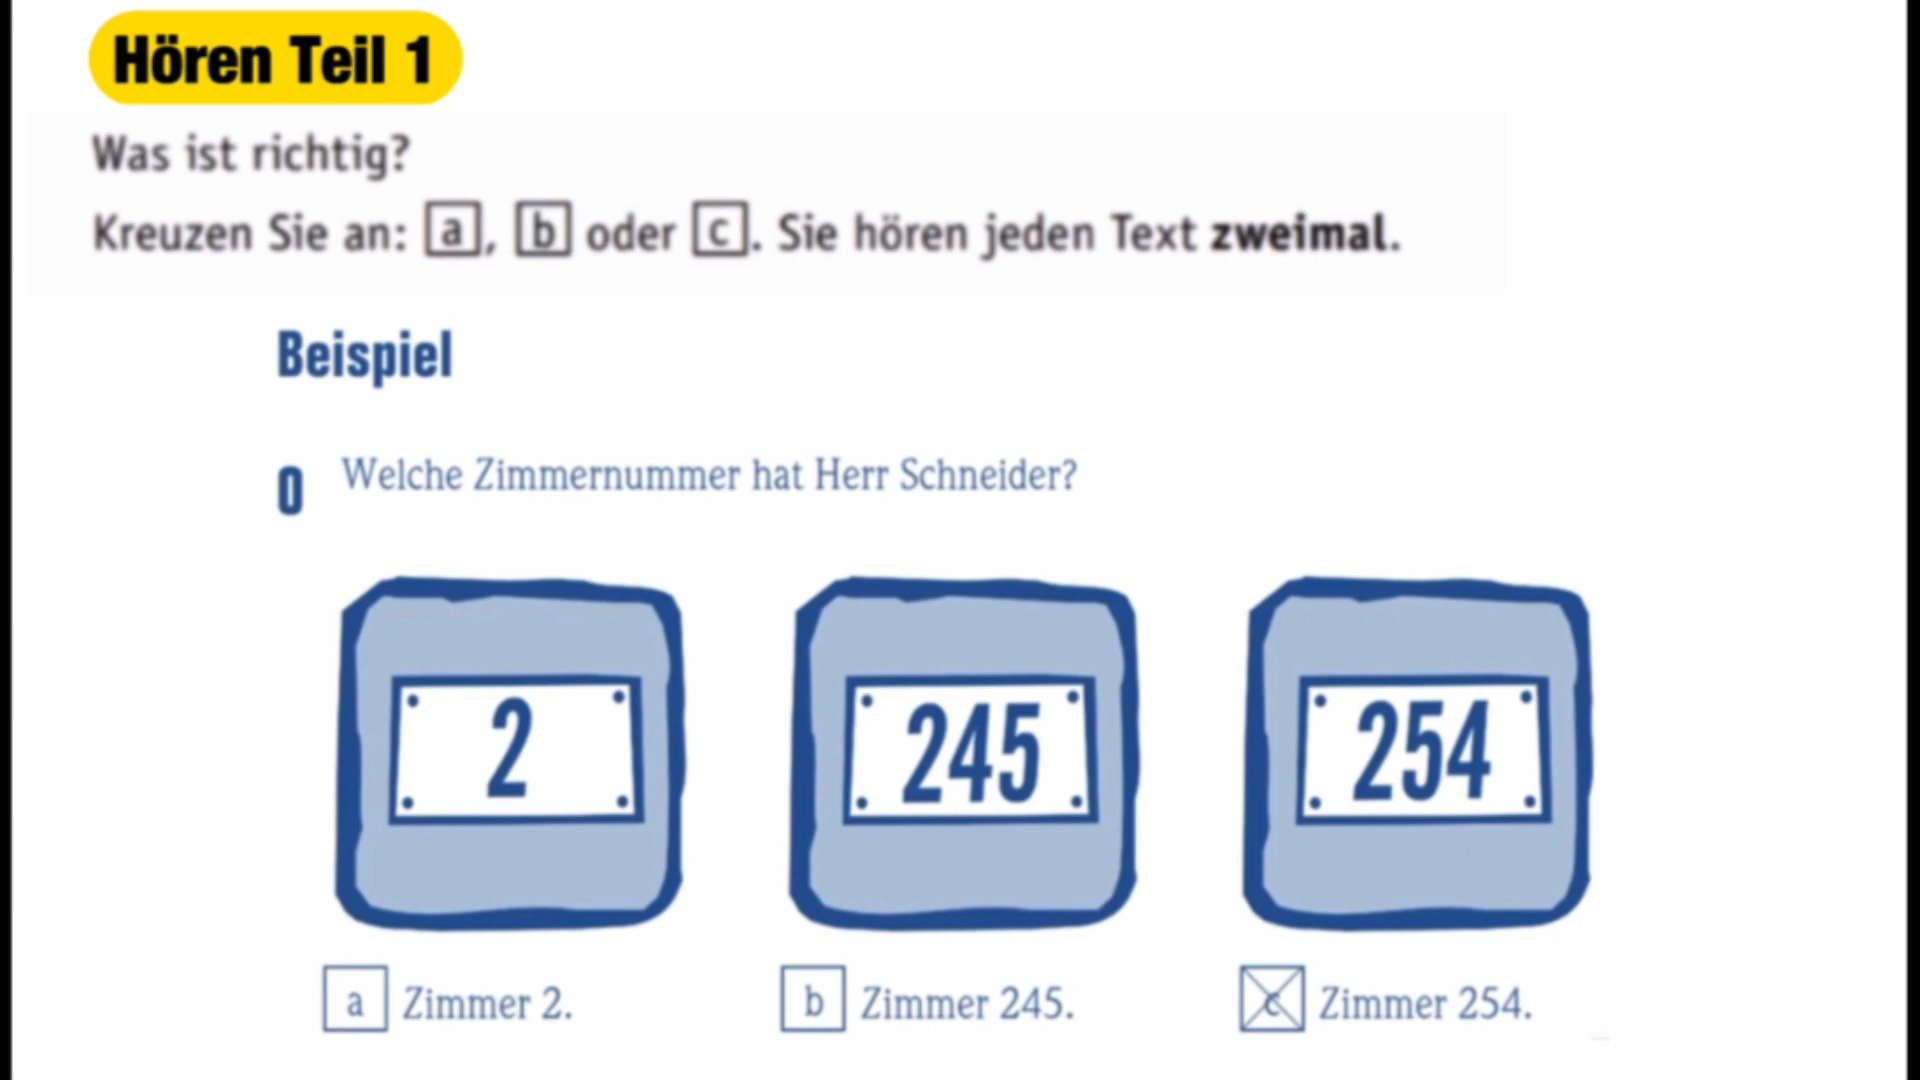 Hören Teil 1
Was ist richtig?
Kreuzen Sie an: a, b oder c. Sie hören jeden Text zweimal.
Beispiel
0 Welche Zimmernummer hat Herr Schneider?
2 245 254
a Zimmer 2. b Zimmer 245. c Zimmer 254.